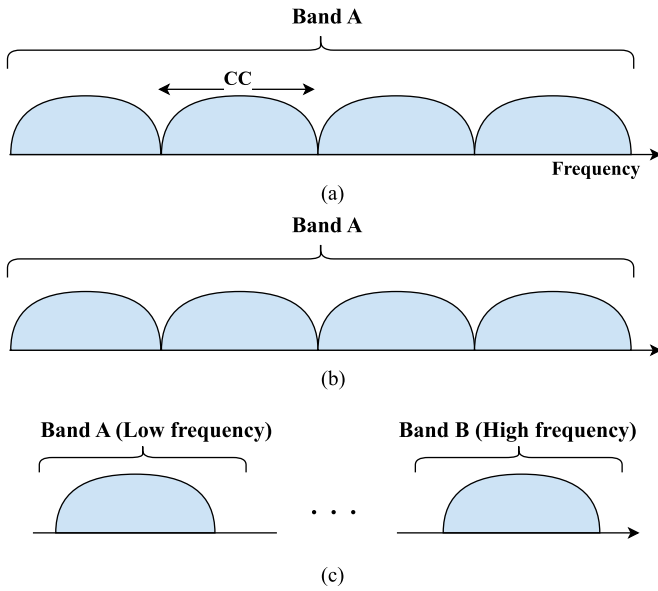 Band A
CC
Frequency
(a)
Band A
(b)
Band A (Low frequency) Band B (High frequency)
. . .
(c)